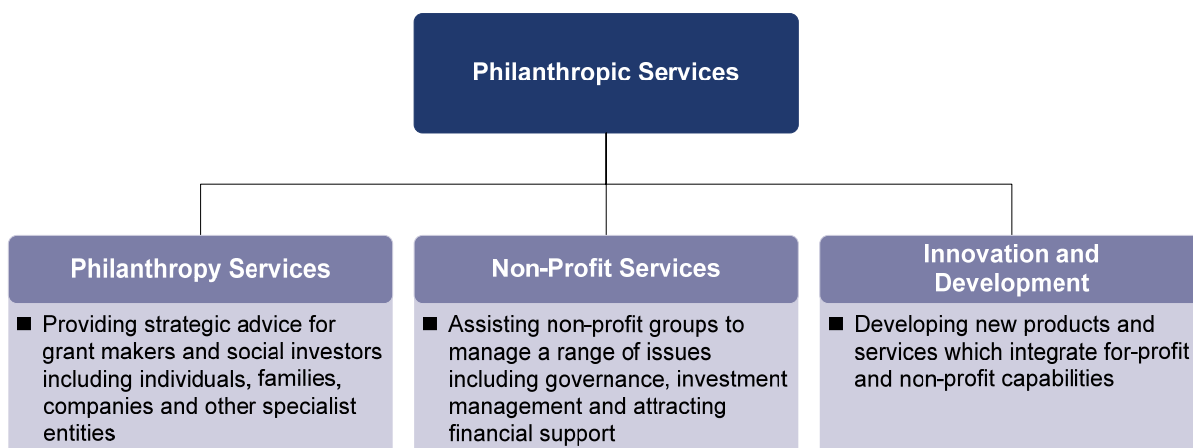 Philanthropic Services
Philanthropy Services
■ Providing strategic advice for
grant makers and social investors
including individuals, families,
companies and other specialist
entities
Non-Profit Services
■ Assisting non-profit groups to
manage a range of issues
including governance, investment
management and attracting
financial support
Innovation and
Development
■ Developing new products and
services which integrate for-profit
and non-profit capabilities